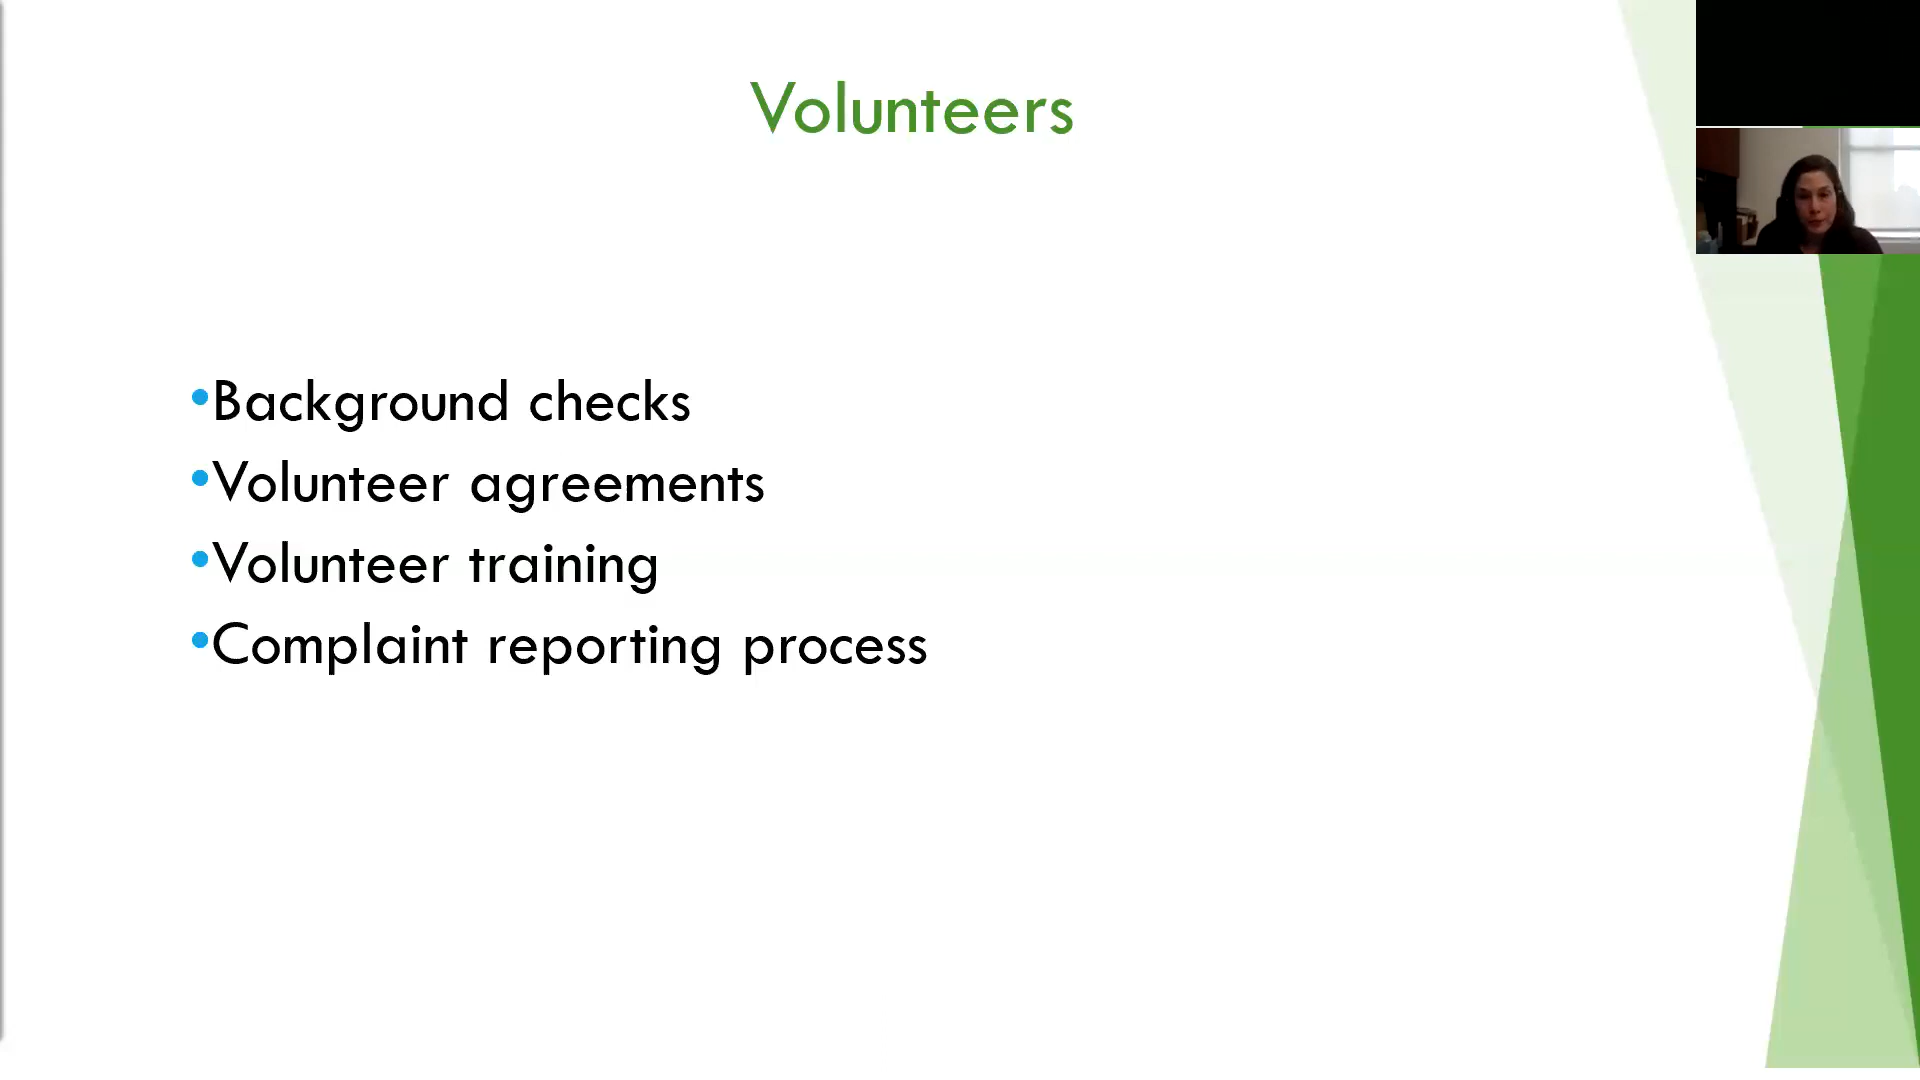 Volunteers
•Background checks
•Volunteer agreements
•Volunteer training
•Complaint reporting process